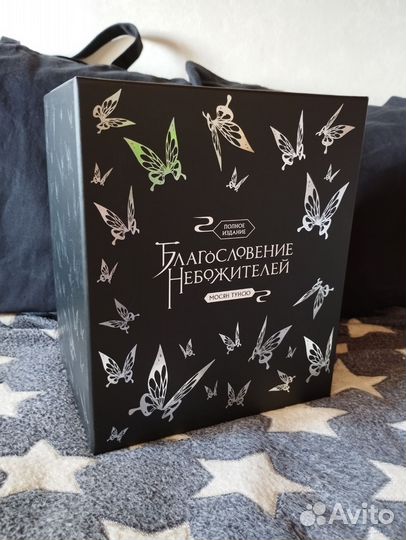 ПОЛНОЕ
ИЗДАНИЕ
БЛАГОСЛОВЕНИЕ
НЕБОЖИТЕЛЕЙ
МОСЯН ТУНСЮ
Avito